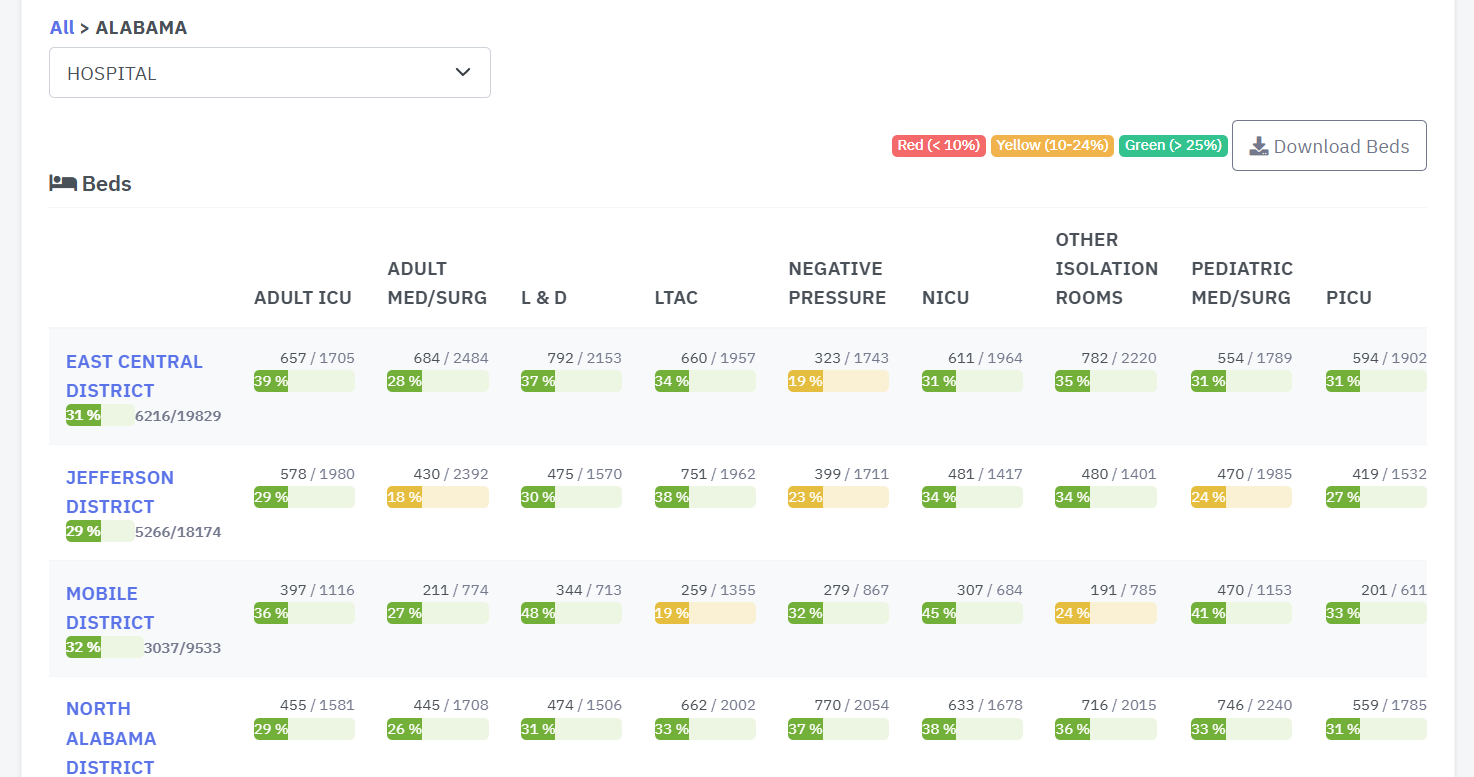 All > ALABAMA
HOSPITAL
Red (< 10%) Yellow (10-24%) Green (> 25%) Download Beds
Beds
ADULT ICU ADULT MED/SURG L & D LTAC NEGATIVE PRESSURE NICU OTHER ISOLATION ROOMS PEDIATRIC MED/SURG PICU
EAST CENTRAL DISTRICT
31 % 6216/19829
657 / 1705 684 / 2484 792 / 2153 660 / 1957 323 / 1743 611 / 1964 782 / 2220 554 / 1789 594 / 1902
39 % 28 % 37 % 34 % 19 % 31 % 35 % 31 % 31 %
JEFFERSON DISTRICT
29 % 5266/18174
578 / 1980 430 / 2392 475 / 1570 751 / 1962 399 / 1711 481 / 1417 480 / 1401 470 / 1985 419 / 1532
29 % 18 % 30 % 38 % 23 % 34 % 34 % 24 % 27 %
MOBILE DISTRICT
32 % 3037/9533
397 / 1116 211 / 774 344 / 713 259 / 1355 279 / 867 307 / 684 191 / 785 470 / 1153 201 / 611
36 % 27 % 48 % 19 % 32 % 45 % 24 % 41 % 33 %
NORTH ALABAMA DISTRICT
455 / 1581 445 / 1708 474 / 1506 662 / 2002 770 / 2054 633 / 1678 716 / 2015 746 / 2240 559 / 1785
29 % 26 % 31 % 33 % 37 % 38 % 36 % 33 % 31 %